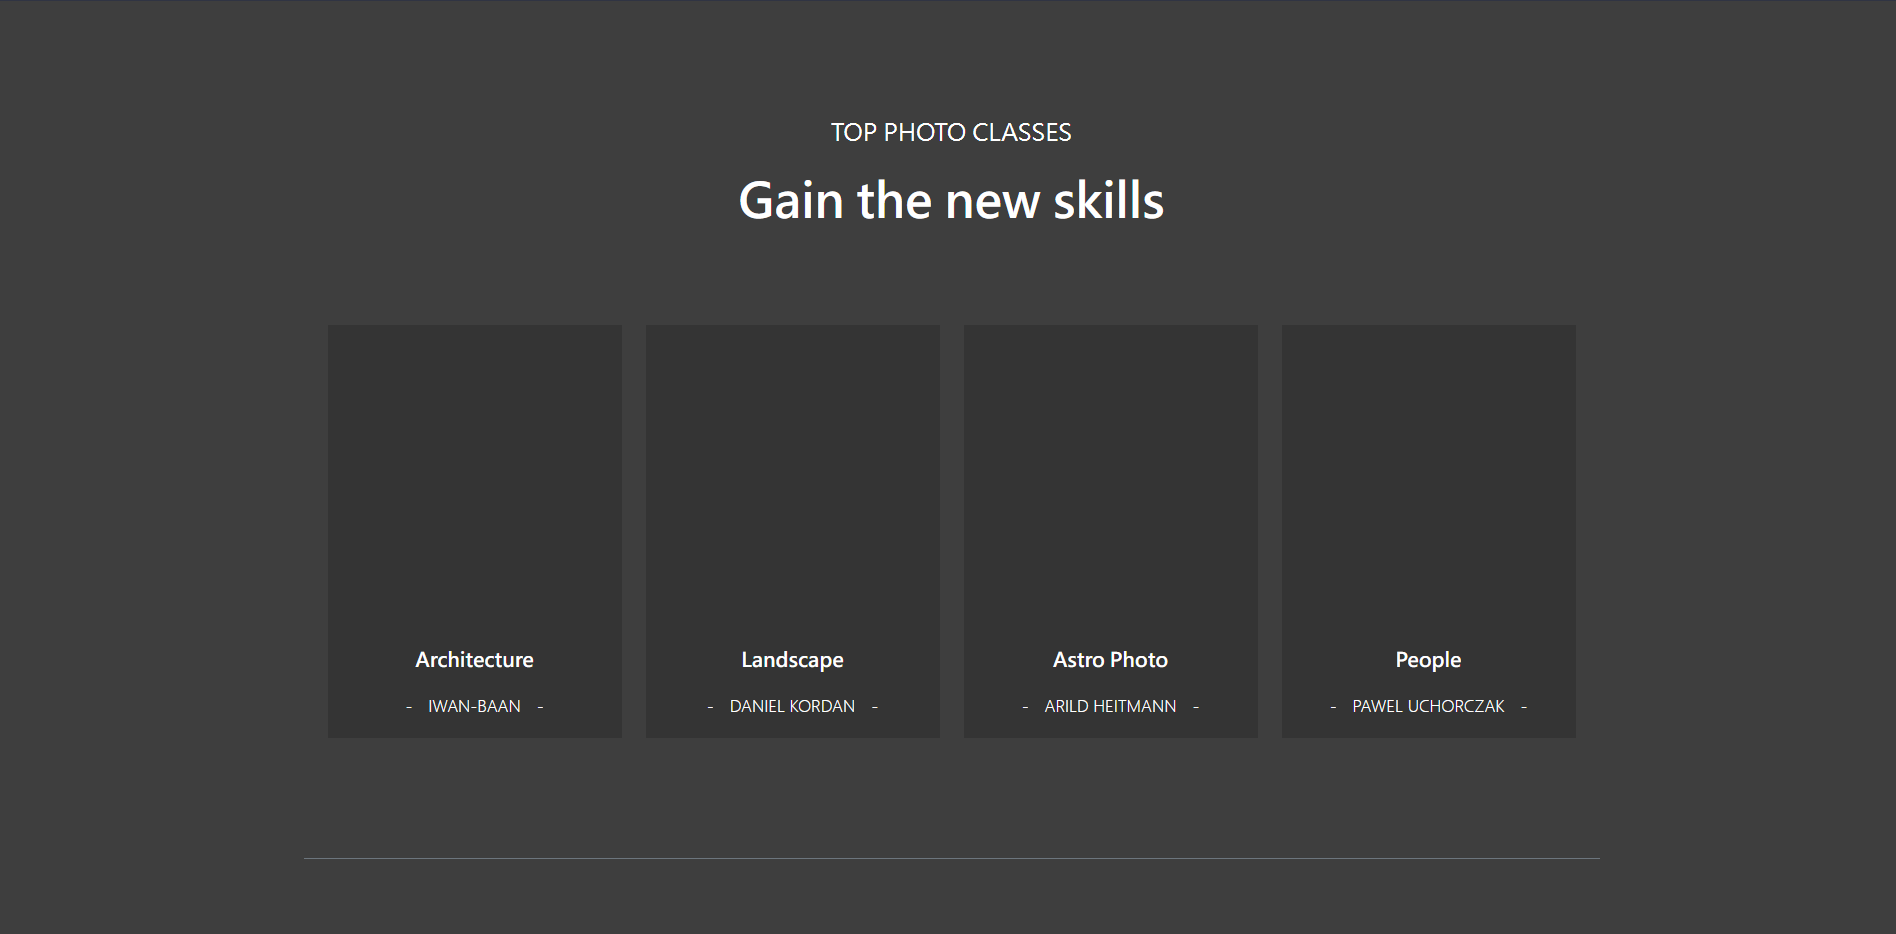 TOP PHOTO CLASSES
Gain the new skills
Architecture
- IWAN-BAAN -
Landscape
- DANIEL KORDAN -
Astro Photo
- ARILD HEITMANN -
People
- PAWEL UCHORCZAK -